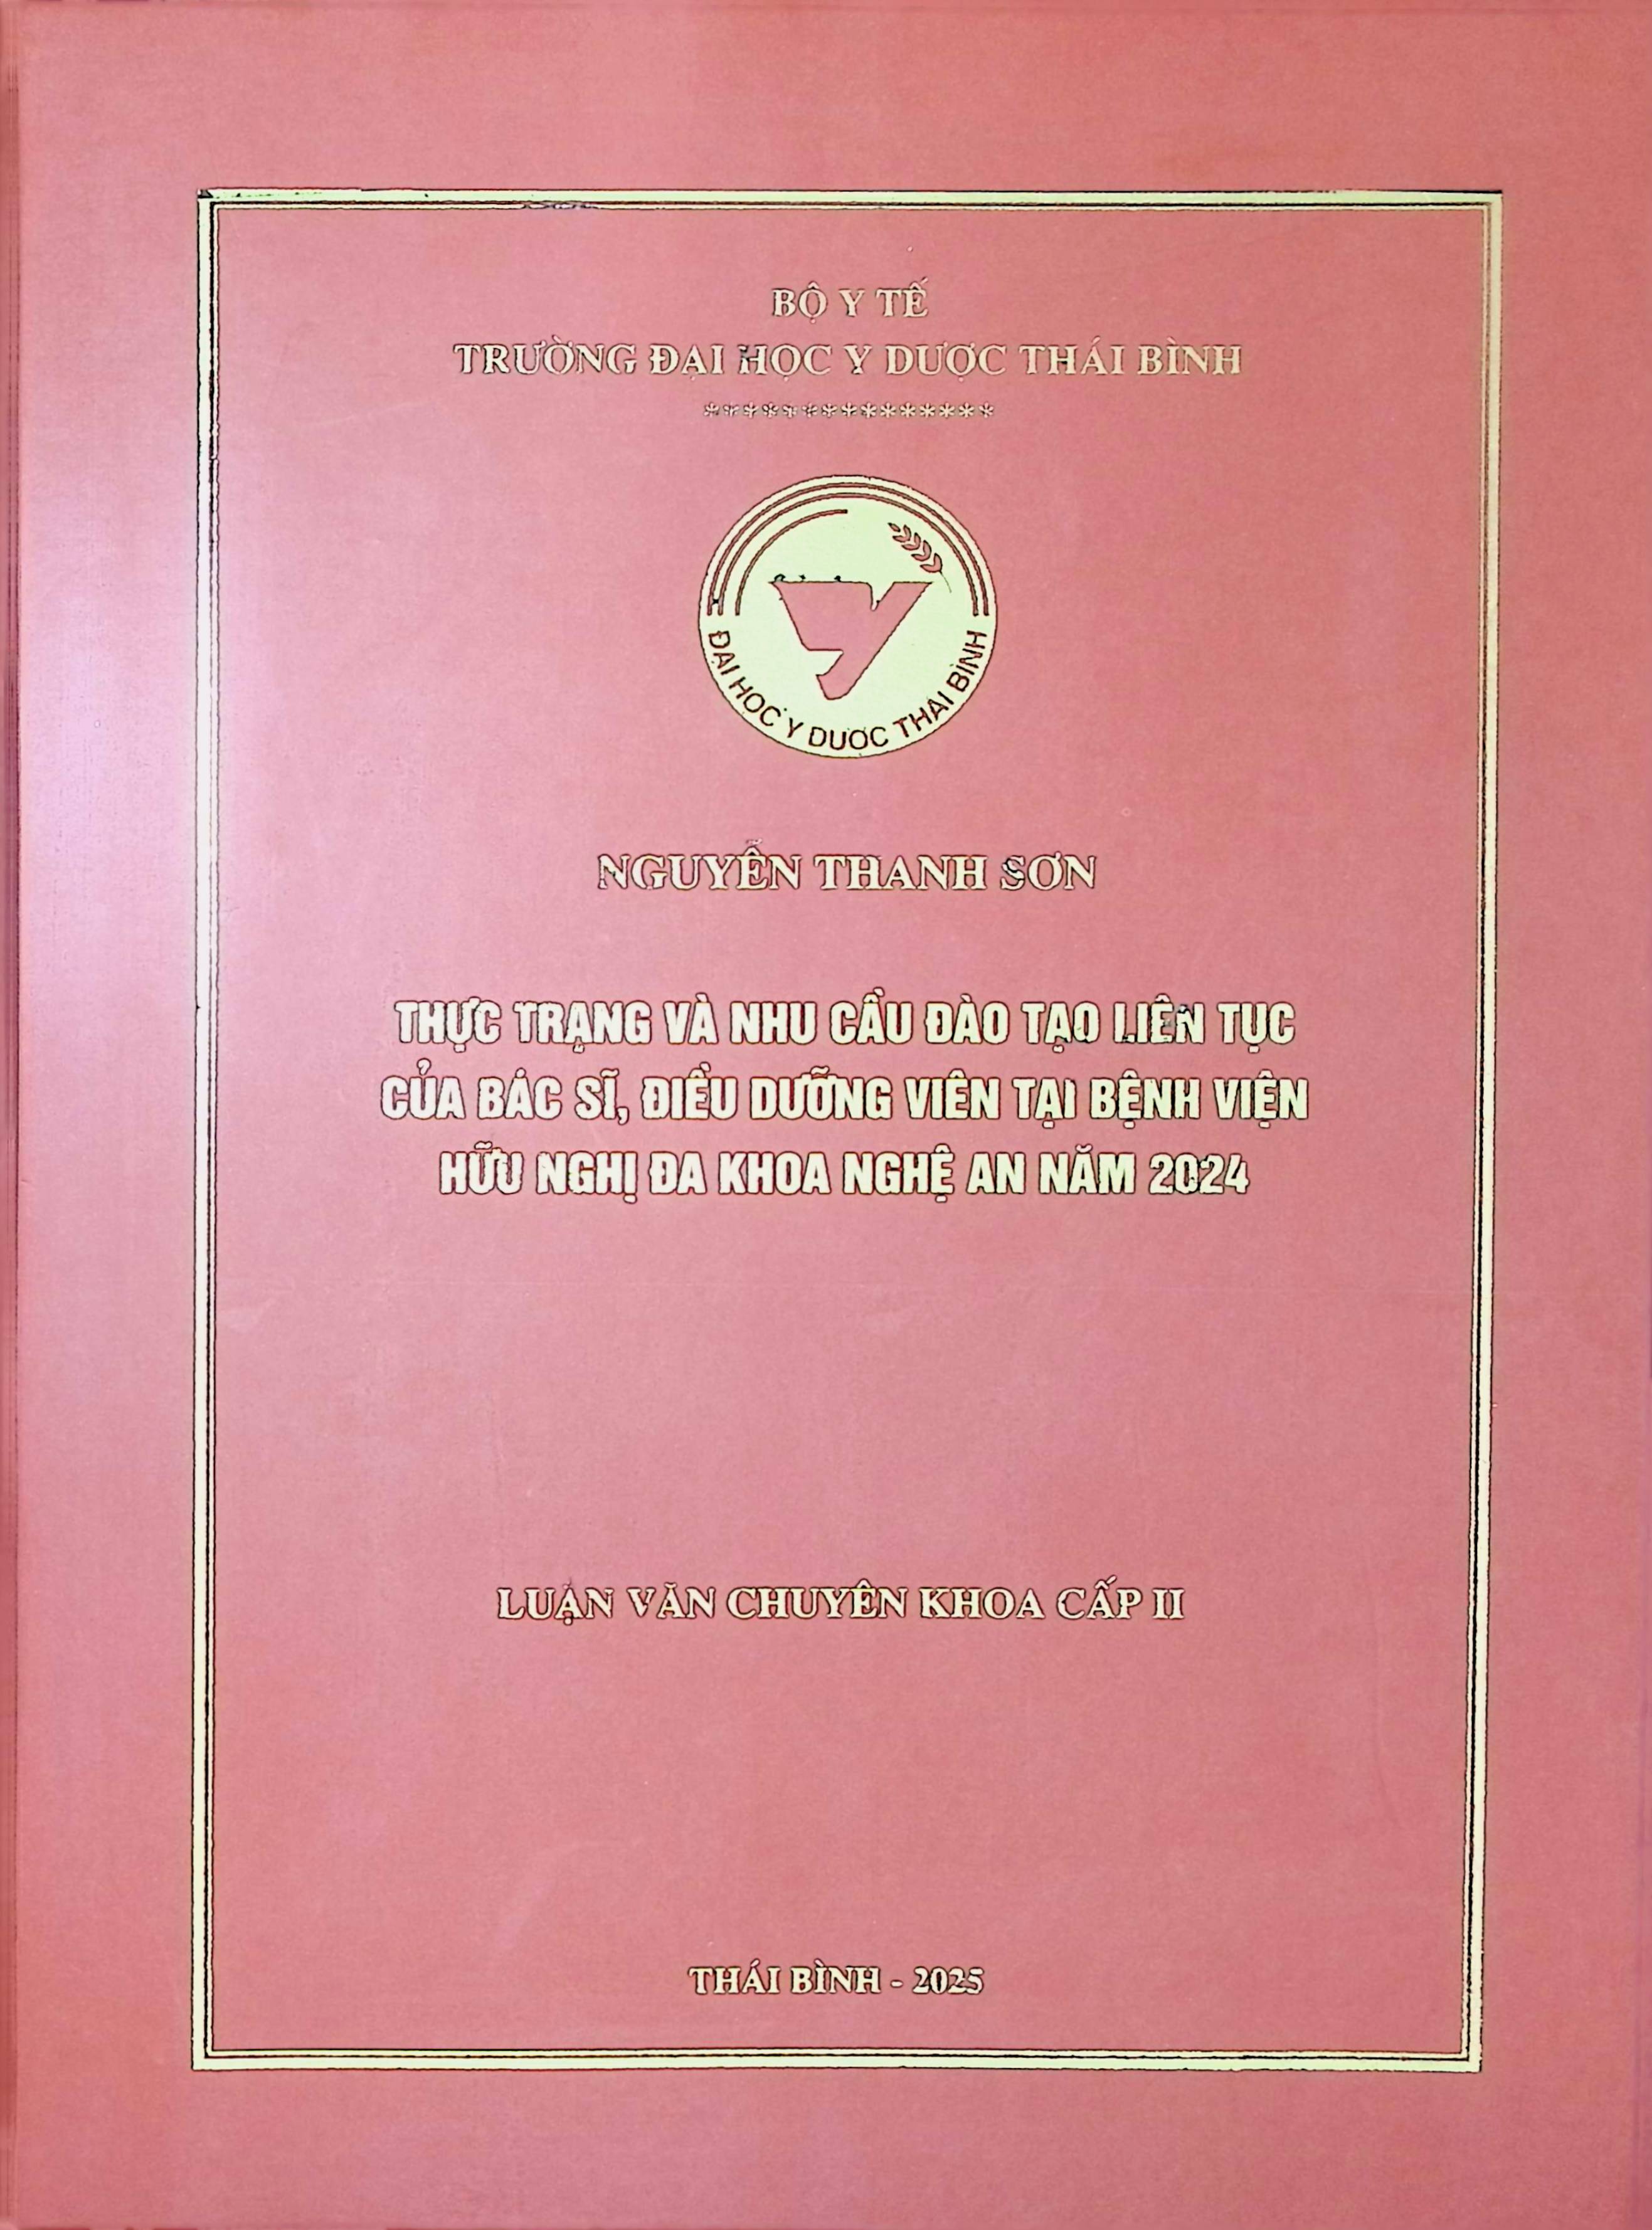 BỘ Y TẾ
TRƯỜNG ĐẠI HỌC Y DƯỢC THÁI BÌNH
***************
ĐẠI HỌC Y DƯỢC THÁI BÌNH
NGUYỄN THANH SƠN
THỰC TRẠNG VÀ NHU CẦU ĐÀO TẠO LIÊN TỤC
CỦA BÁC SĨ, ĐIỀU DƯỠNG VIÊN TẠI BỆNH VIỆN
HỮU NGHỊ ĐA KHOA NGHỆ AN NĂM 2024
LUẬN VĂN CHUYÊN KHOA CẤP II
THÁI BÌNH - 2025